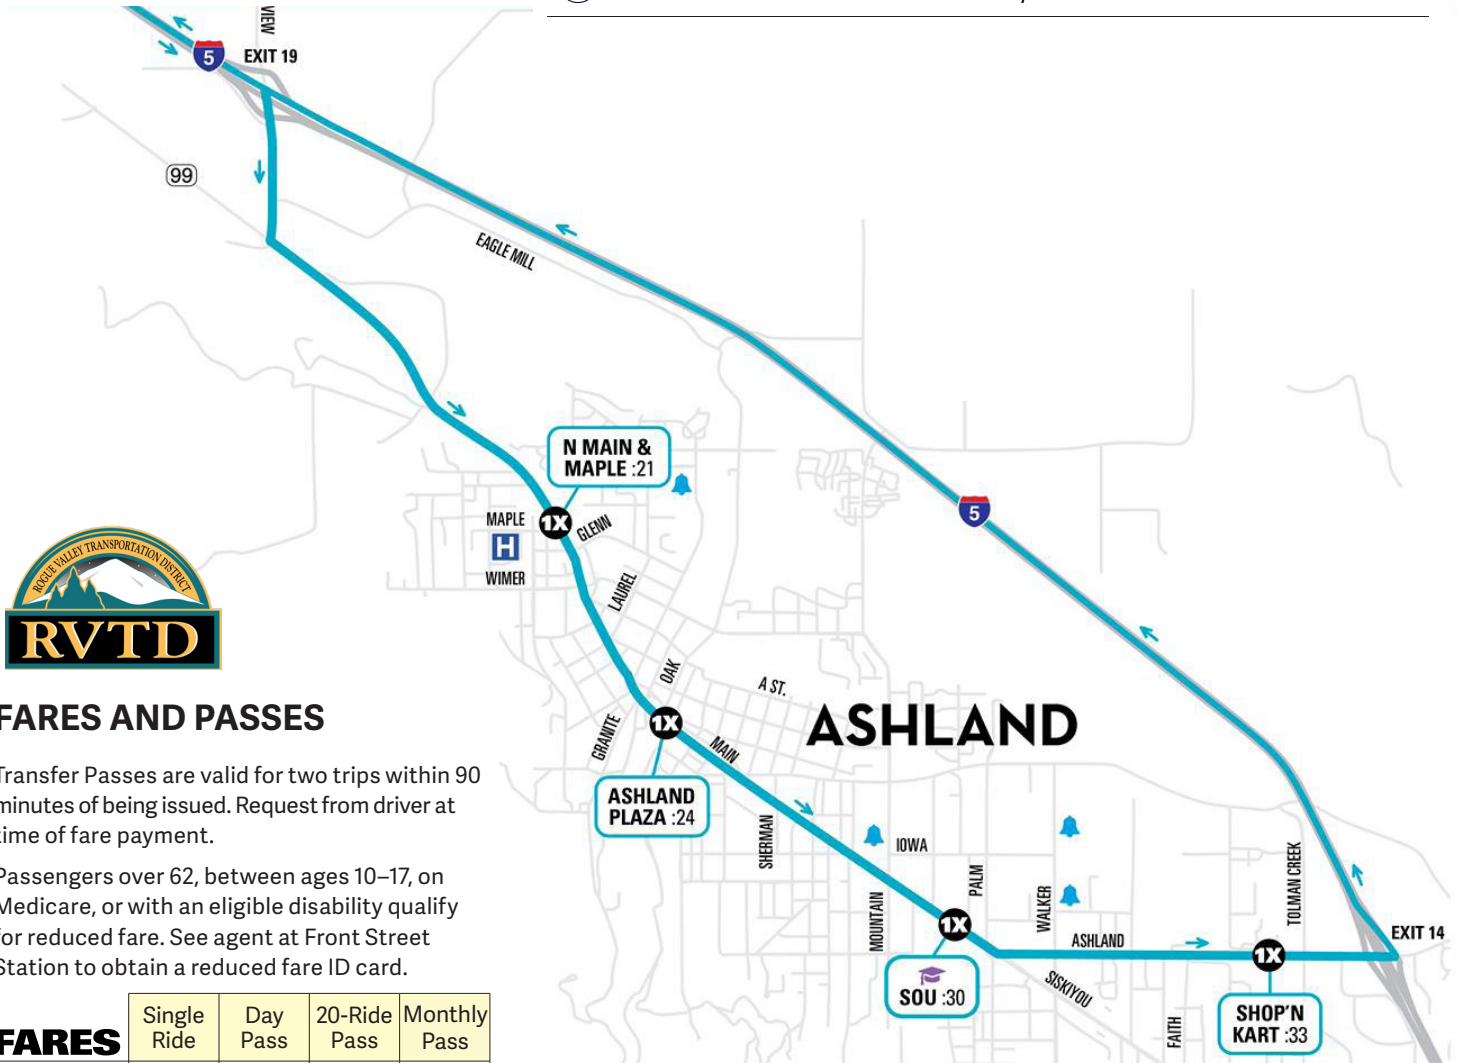 VIEW
5
EXIT 19
99
EAGLE MILL
N MAIN &
MAPLE :21
5
MAPLE
1X
GLENN
H
WIMER
LAUREL
ROGUE VALLEY TRANSPORTATION DISTRICT
RVTD
OAK
A ST.
GRANITE
1X
MAIN
ASHLAND
ASHLAND
PLAZA :24
SHERMAN
IOWA
MOUNTAIN
PALM
WALKER
TOLMAN CREEK
1X
ASHLAND
1X
EXIT 14
SOU :30
SISKIYOU
FAITH
SHOP'N
KART :33
FARES AND PASSES
Transfer Passes are valid for two trips within 90
minutes of being issued. Request from driver at
time of fare payment.
Passengers over 62, between ages 10–17, on
Medicare, or with an eligible disability qualify
for reduced fare. See agent at Front Street
Station to obtain a reduced fare ID card.
FARES
Single
Ride
Day
Pass
20-Ride
Pass
Monthly
Pass